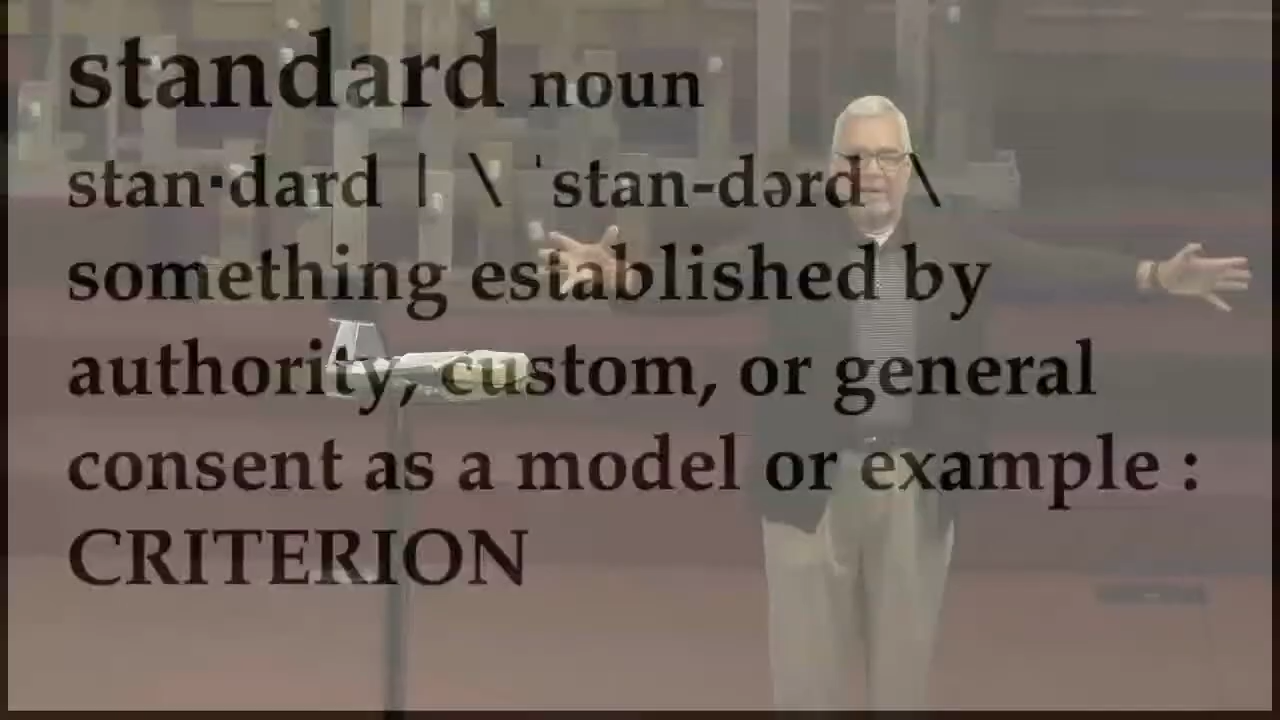 standard noun
stan·dard | \ ˈstan-dərd \
something established by
authority, custom, or general
consent as a model or example :
CRITERION